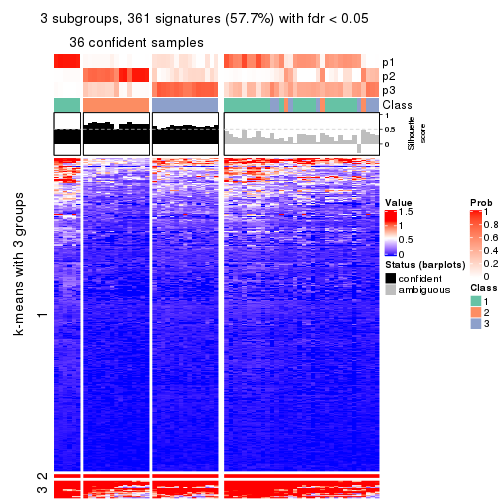 3 subgroups, 361 signatures (57.7%) with fdr < 0.05
36 confident samples
p1
p2
p3
Class
1
0.5
0
Silhouette
score
k-means with 3 groups
1
2
3
Value
1.5
1
0.5
0
Status (barplots)
confident
ambiguous
Prob
1
0.8
0.6
0.4
0.2
0
Class
1
2
3